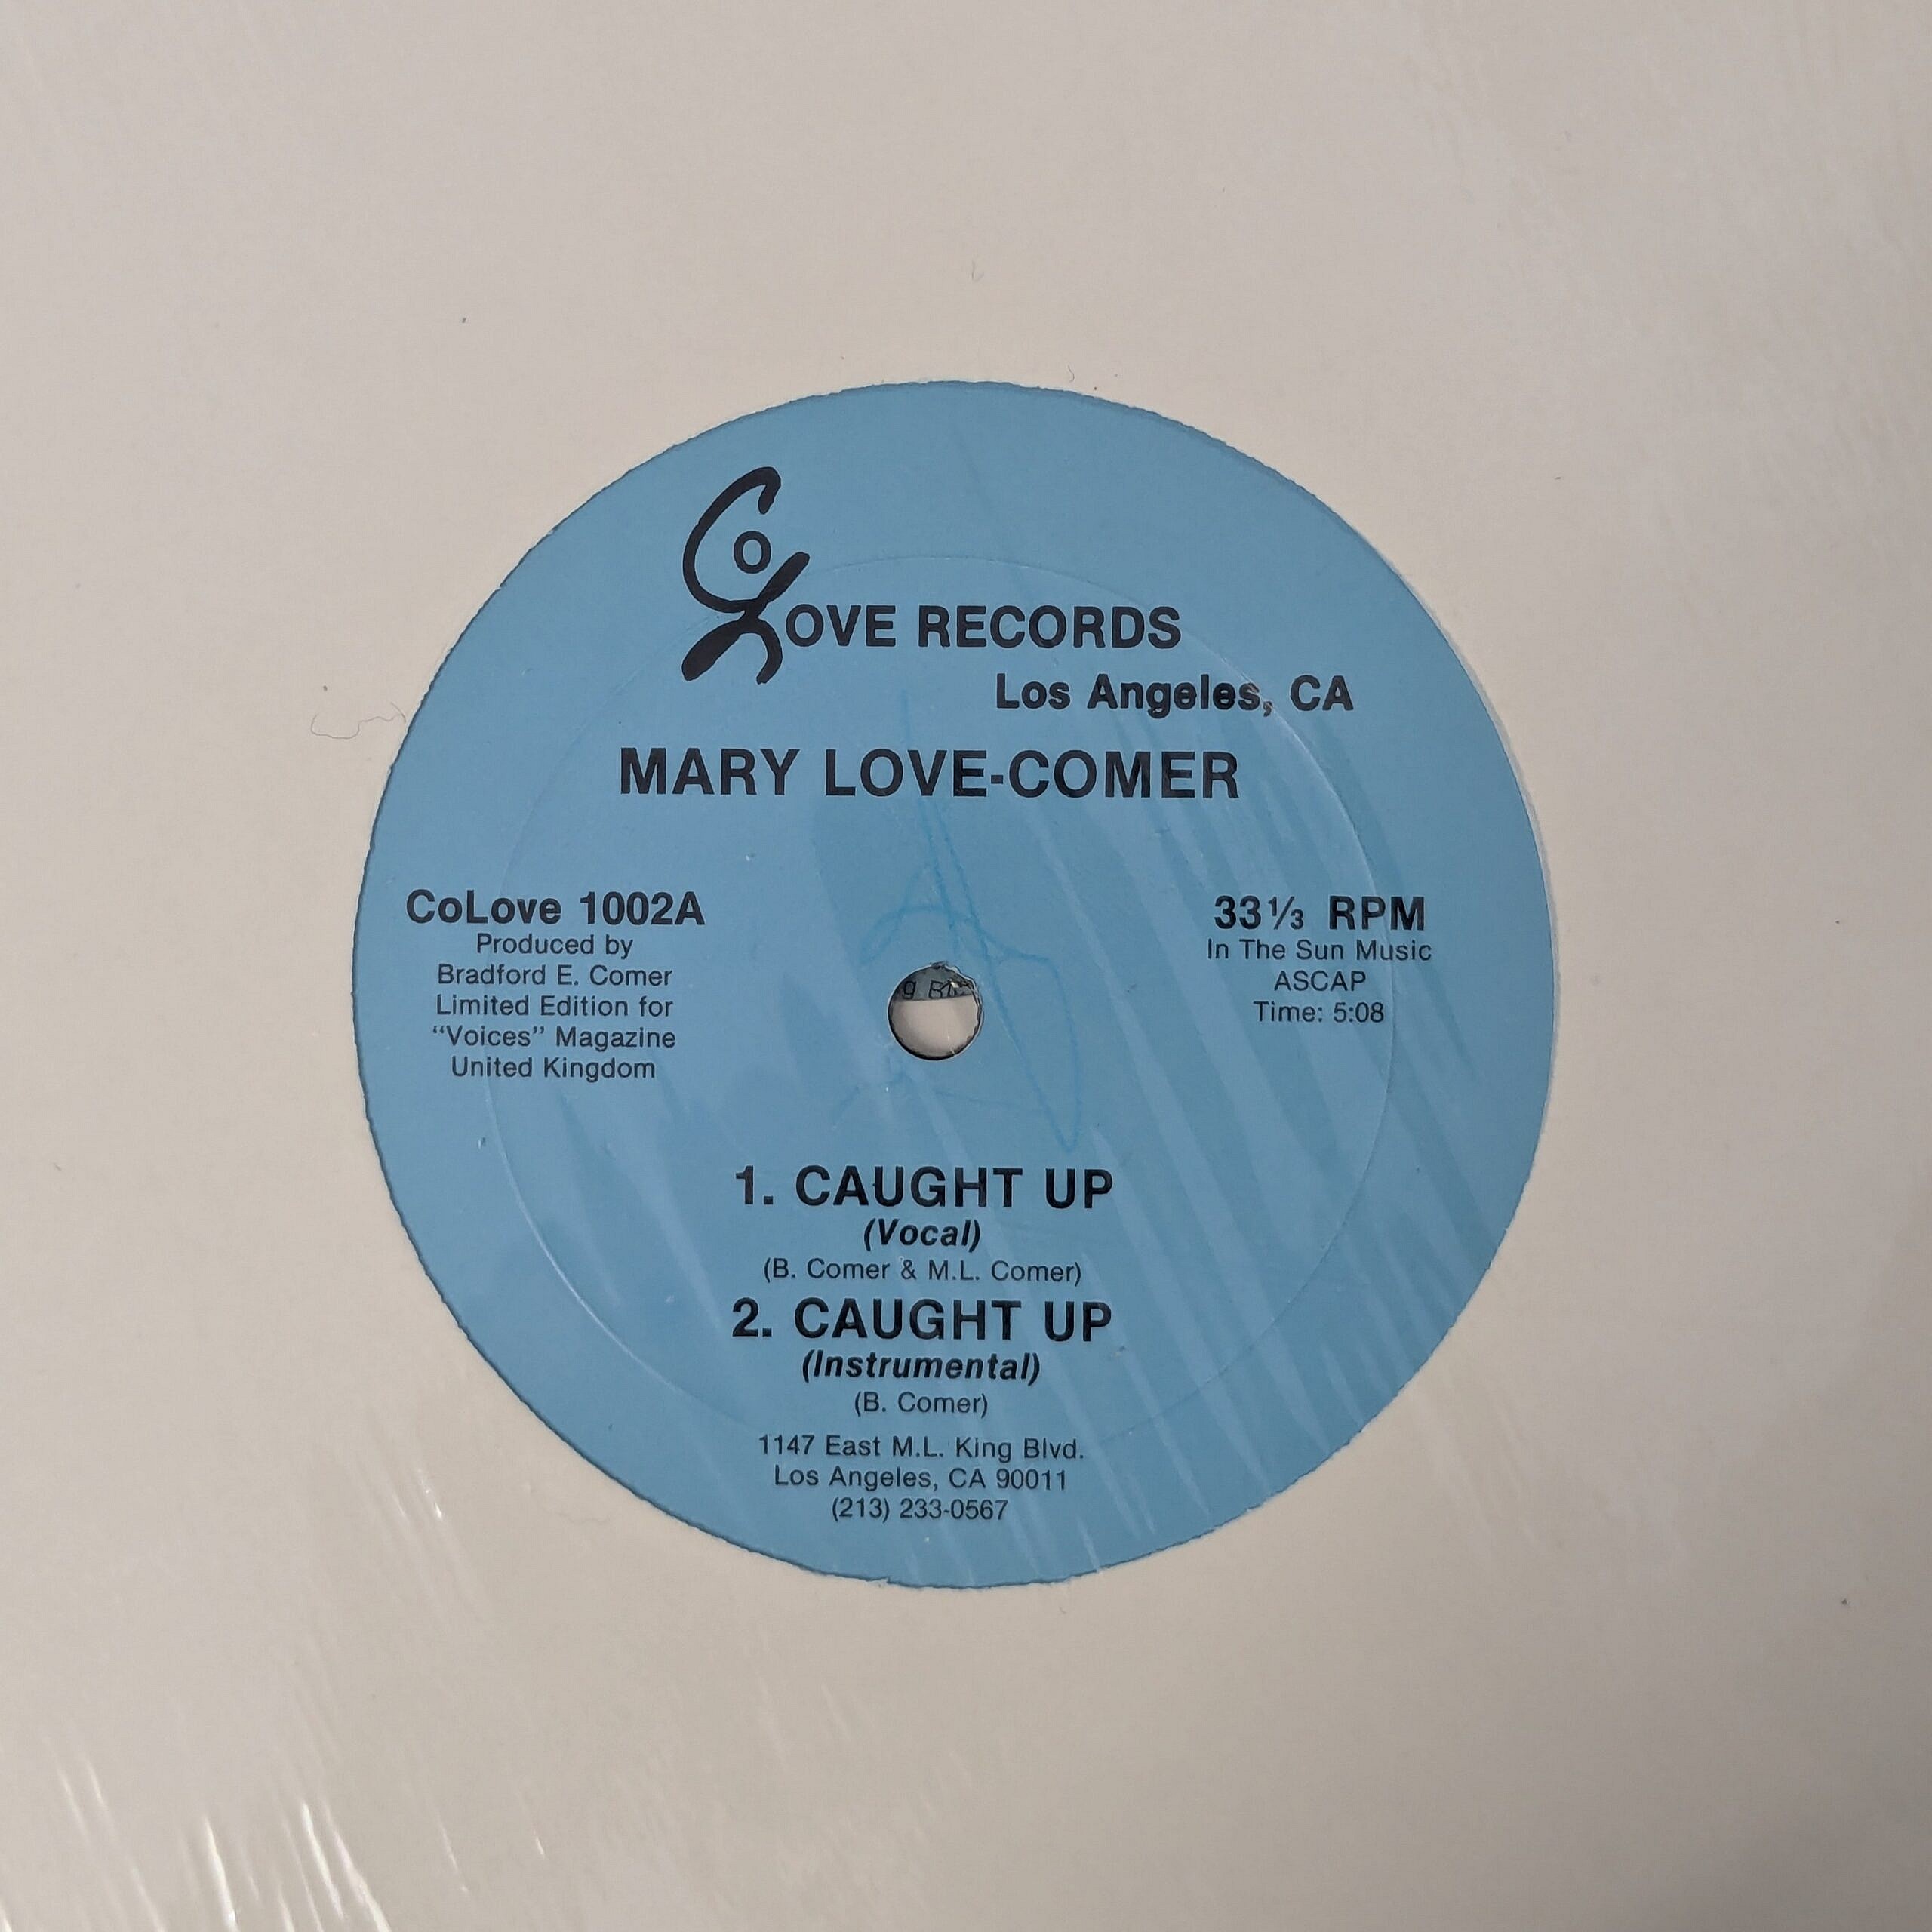 CoLOVE RECORDS
Los Angeles, CA
MARY LOVE-COMER
CoLove 1002A
Produced by
Bradford E. Comer
Limited Edition for
“Voices” Magazine
United Kingdom
33⅓ RPM
In The Sun Music
ASCAP
Time: 5:08
1. CAUGHT UP
(Vocal)
(B. Comer & M.L. Comer)
2. CAUGHT UP
(Instrumental)
(B. Comer)
1147 East M.L. King Blvd.
Los Angeles, CA 90011
(213) 233-0567